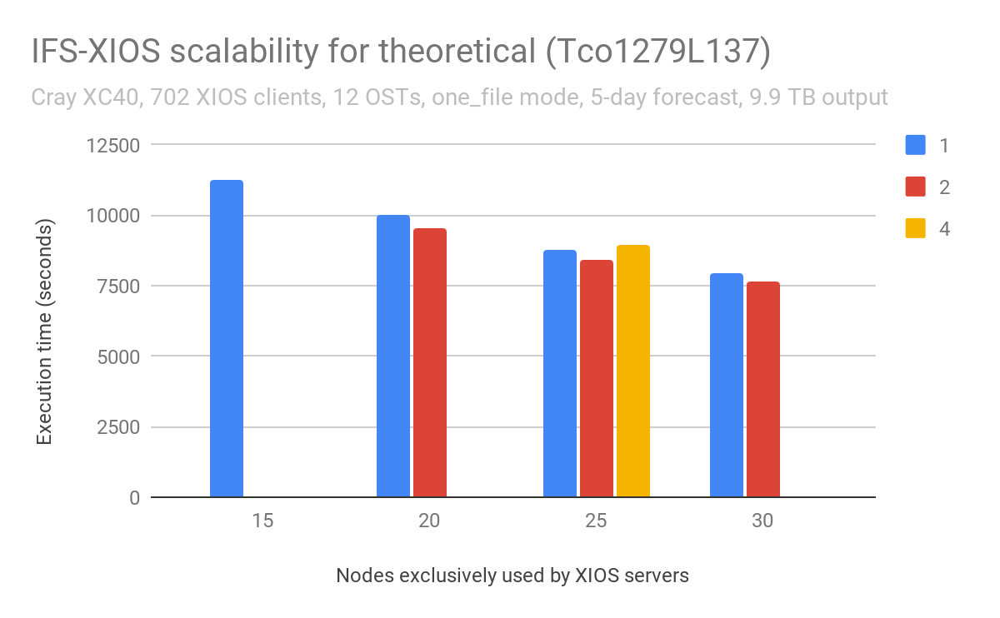 IFS-XIOS scalability for theoretical (Tco1279L137)
Cray XC40, 702 XIOS clients, 12 OSTs, one_file mode, 5-day forecast, 9.9 TB output
12500
10000
7500
5000
2500
0
Execution time (seconds)
15 20 25 30
Nodes exclusively used by XIOS servers
1
2
4